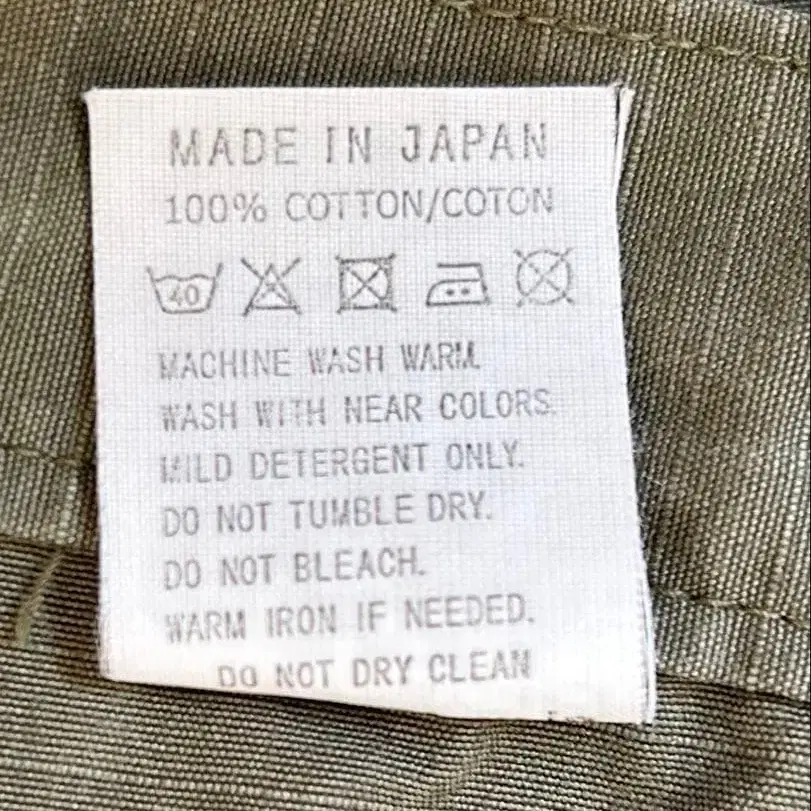 MADE IN JAPAN
100% COTTON/COTON
40
MACHINE WASH WARM.
WASH WITH NEAR COLORS.
MILD DETERGENT ONLY.
DO NOT TUMBLE DRY.
DO NOT BLEACH.
WARM IRON IF NEEDED.
DO NOT DRY CLEAN